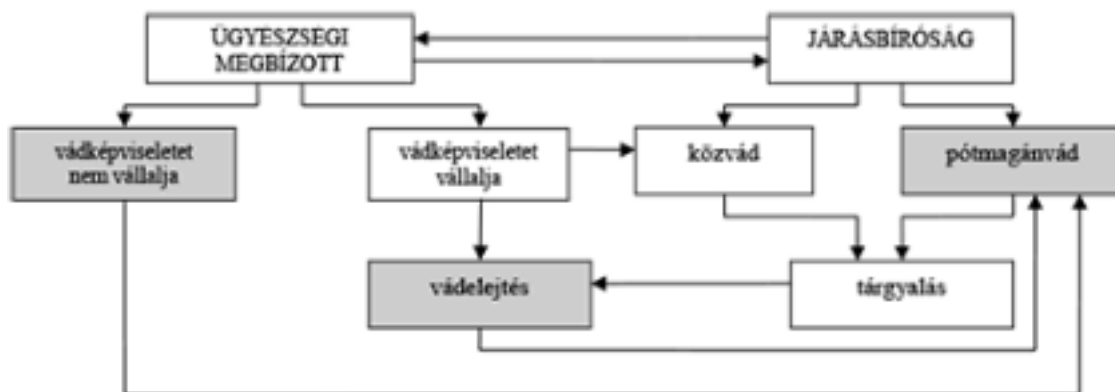 ÜGYÉSZSÉGI
MEGBÍZOTT
JÁRÁSBÍRÓSÁG
vádképviseletet
nem vállalja
vádképviseletet
vállalja
közvád
pótmagánvád
vádelejtés
tárgyalás